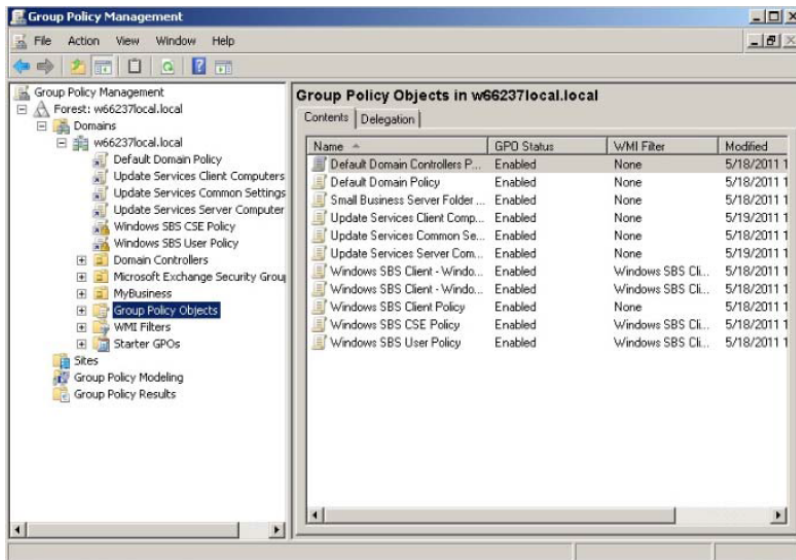 Group Policy Management
File Action View Window Help
Group Policy Management
Forest: w66237local.local
Domains
w66237local.local
Default Domain Policy
Update Services Client Computers
Update Services Common Settings
Update Services Server Computer
Windows SBS CSE Policy
Windows SBS User Policy
Domain Controllers
Microsoft Exchange Security Grou
MyBusiness
Group Policy Objects
WMI Filters
Starter GPOs
Sites
Group Policy Modeling
Group Policy Results
Group Policy Objects in w66237local.local
Contents Delegation
Name GPO Status WMI Filter Modified
Default Domain Controllers P... Enabled None 5/18/2011 1
Default Domain Policy Enabled None 5/18/2011 1
Small Business Server Folder ... Enabled None 5/18/2011 1
Update Services Client Comp... Enabled None 5/19/2011 1
Update Services Common Se... Enabled None 5/18/2011 1
Update Services Server Com... Enabled None 5/19/2011 1
Windows SBS Client - Windo... Enabled Windows SBS Cli... 5/18/2011 1
Windows SBS Client - Windo... Enabled Windows SBS Cli... 5/18/2011 1
Windows SBS Client Policy Enabled None 5/18/2011 1
Windows SBS CSE Policy Enabled Windows SBS Cli... 5/18/2011 1
Windows SBS User Policy Enabled Windows SBS Cli... 5/18/2011 1